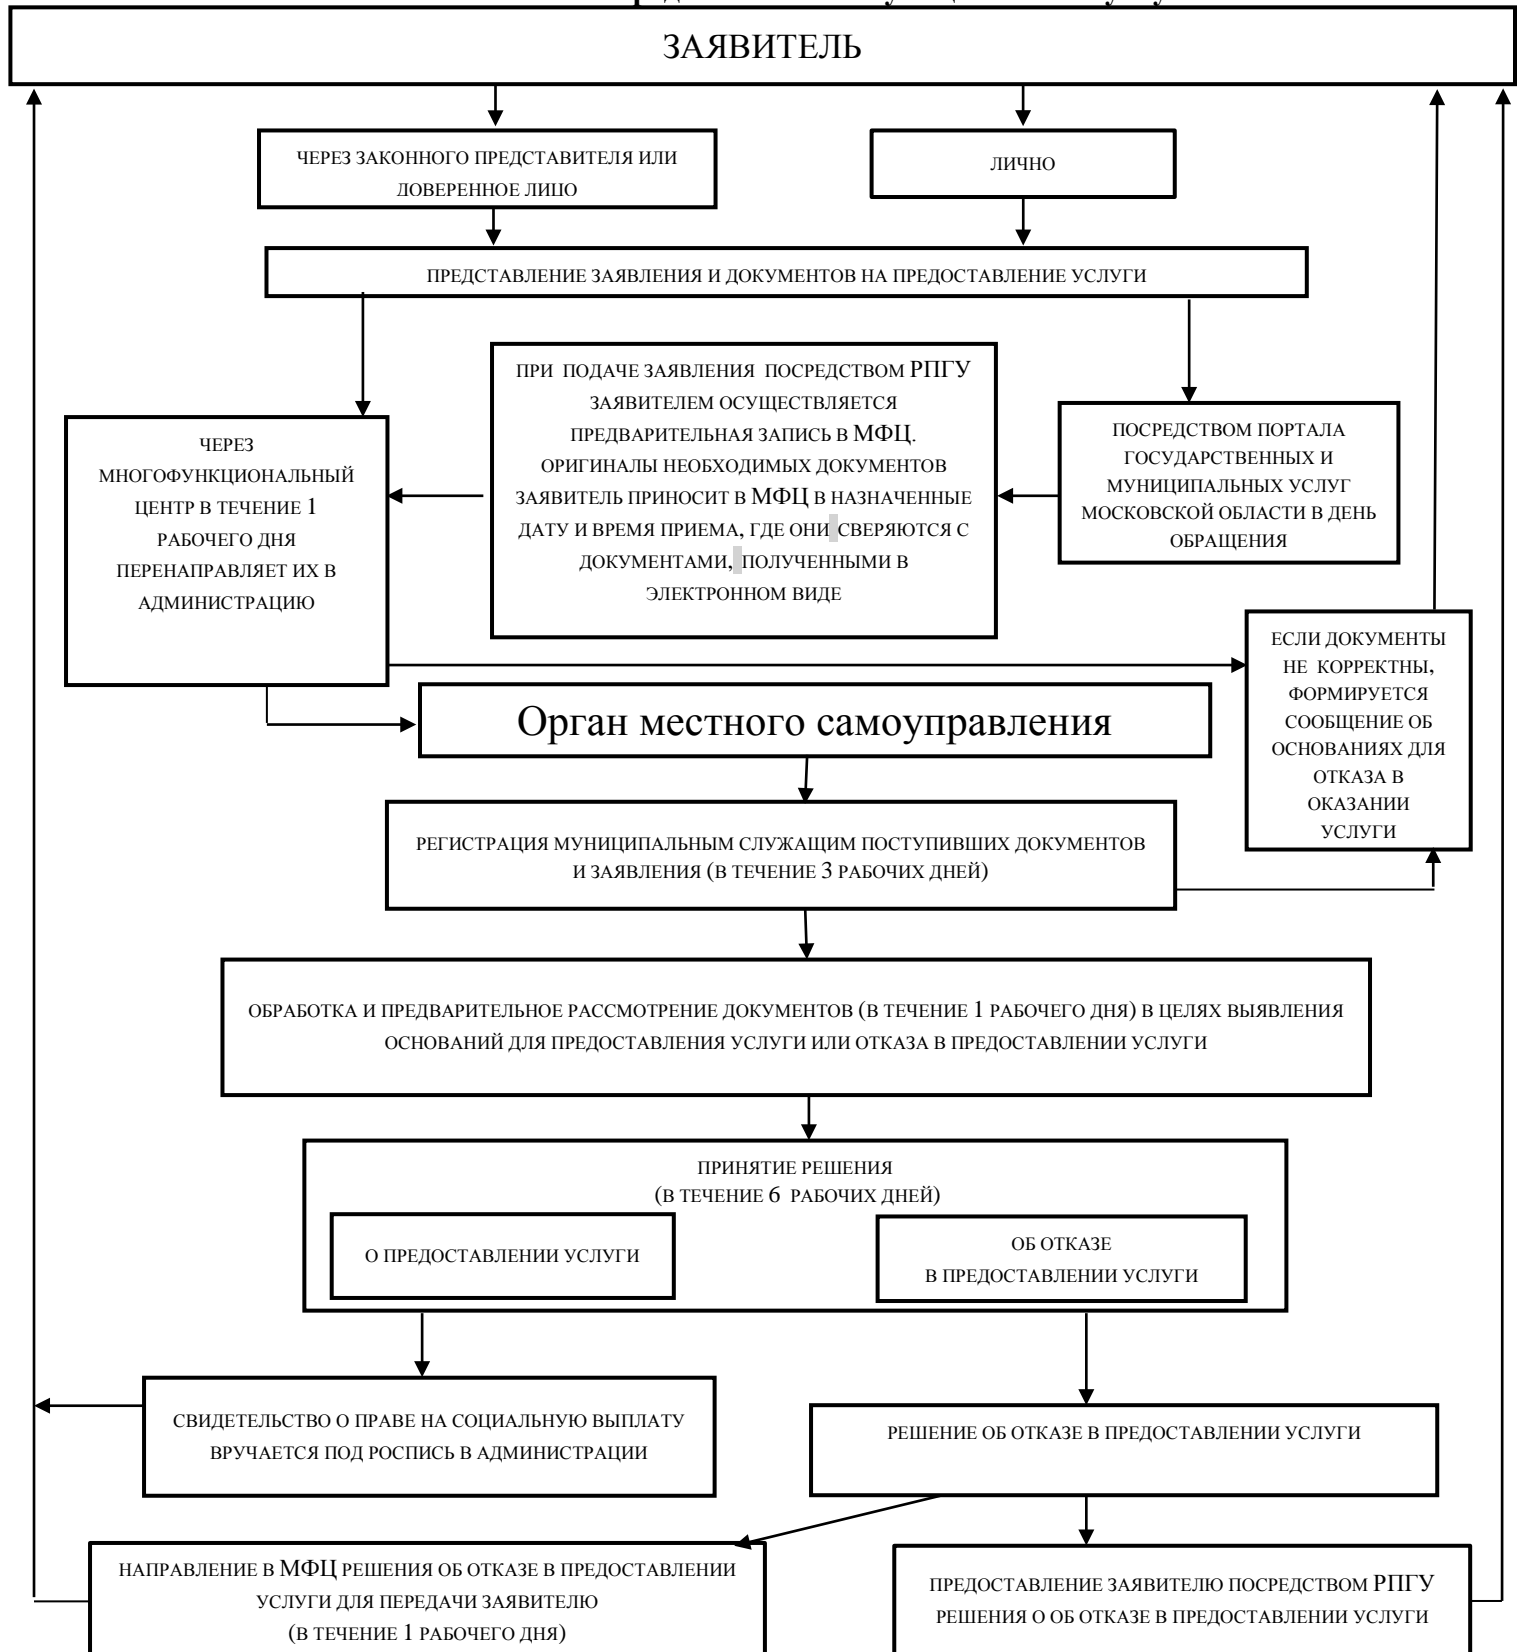 ЗАЯВИТЕЛЬ
ЧЕРЕЗ ЗАКОННОГО ПРЕДСТАВИТЕЛЯ ИЛИ
ДОВЕРЕННОЕ ЛИЦО
ЛИЧНО
ПРЕДСТАВЛЕНИЕ ЗАЯВЛЕНИЯ И ДОКУМЕНТОВ НА ПРЕДОСТАВЛЕНИЕ УСЛУГИ
ПРИ ПОДАЧЕ ЗАЯВЛЕНИЯ ПОСРЕДСТВОМ РПГУ
ЗАЯВИТЕЛЕМ ОСУЩЕСТВЛЯЕТСЯ
ПРЕДВАРИТЕЛЬНАЯ ЗАПИСЬ В МФЦ.
ОРИГИНАЛЫ НЕОБХОДИМЫХ ДОКУМЕНТОВ
ЗАЯВИТЕЛЬ ПРИНОСИТ В МФЦ В НАЗНАЧЕННЫЕ
ДАТУ И ВРЕМЯ ПРИЕМА, ГДЕ ОНИ СВЕРЯЮТСЯ С
ДОКУМЕНТАМИ, ПОЛУЧЕННЫМИ В
ЭЛЕКТРОННОМ ВИДЕ
ПОСРЕДСТВОМ ПОРТАЛА
ГОСУДАРСТВЕННЫХ И
МУНИЦИПАЛЬНЫХ УСЛУГ
МОСКОВСКОЙ ОБЛАСТИ В ДЕНЬ
ОБРАЩЕНИЯ
ЧЕРЕЗ
МНОГОФУНКЦИОНАЛЬНЫЙ
ЦЕНТР В ТЕЧЕНИЕ 1
РАБОЧЕГО ДНЯ
ПЕРЕНАПРАВЛЯЕТ ИХ В
АДМИНИСТРАЦИЮ
ЕСЛИ ДОКУМЕНТЫ
НЕ КОРРЕКТНЫ,
ФОРМИРУЕТСЯ
СООБЩЕНИЕ ОБ
ОСНОВАНИЯХ ДЛЯ
ОТКАЗА В
ОКАЗАНИИ
УСЛУГИ
Орган местного самоуправления
РЕГИСТРАЦИЯ МУНИЦИПАЛЬНЫМ СЛУЖАЩИМ ПОСТУПИВШИХ ДОКУМЕНТОВ
И ЗАЯВЛЕНИЯ (В ТЕЧЕНИЕ 3 РАБОЧИХ ДНЕЙ)
ОБРАБОТКА И ПРЕДВАРИТЕЛЬНОЕ РАССМОТРЕНИЕ ДОКУМЕНТОВ (В ТЕЧЕНИЕ 1 РАБОЧЕГО ДНЯ) В ЦЕЛЯХ ВЫЯВЛЕНИЯ
ОСНОВАНИЙ ДЛЯ ПРЕДОСТАВЛЕНИЯ УСЛУГИ ИЛИ ОТКАЗА В ПРЕДОСТАВЛЕНИИ УСЛУГИ
ПРИНЯТИЕ РЕШЕНИЯ
(В ТЕЧЕНИЕ 6 РАБОЧИХ ДНЕЙ)
О ПРЕДОСТАВЛЕНИИ УСЛУГИ
ОБ ОТКАЗЕ
В ПРЕДОСТАВЛЕНИИ УСЛУГИ
СВИДЕТЕЛЬСТВО О ПРАВЕ НА СОЦИАЛЬНУЮ ВЫПЛАТУ
ВРУЧАЕТСЯ ПОД РОСПИСЬ В АДМИНИСТРАЦИИ
РЕШЕНИЕ ОБ ОТКАЗЕ В ПРЕДОСТАВЛЕНИИ УСЛУГИ
НАПРАВЛЕНИЕ В МФЦ РЕШЕНИЯ ОБ ОТКАЗЕ В ПРЕДОСТАВЛЕНИИ
УСЛУГИ ДЛЯ ПЕРЕДАЧИ ЗАЯВИТЕЛЮ
(В ТЕЧЕНИЕ 1 РАБОЧЕГО ДНЯ)
ПРЕДОСТАВЛЕНИЕ ЗАЯВИТЕЛЮ ПОСРЕДСТВОМ РПГУ
РЕШЕНИЯ О ОБ ОТКАЗЕ В ПРЕДОСТАВЛЕНИИ УСЛУГИ